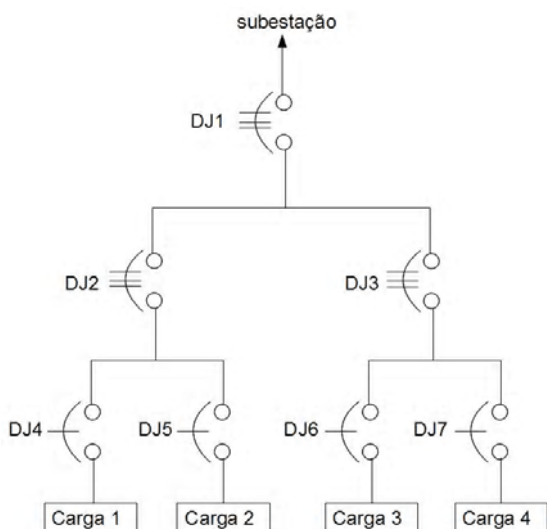 subestação
DJ1
DJ2
DJ3
DJ4
DJ5
DJ6
DJ7
Carga 1
Carga 2
Carga 3
Carga 4